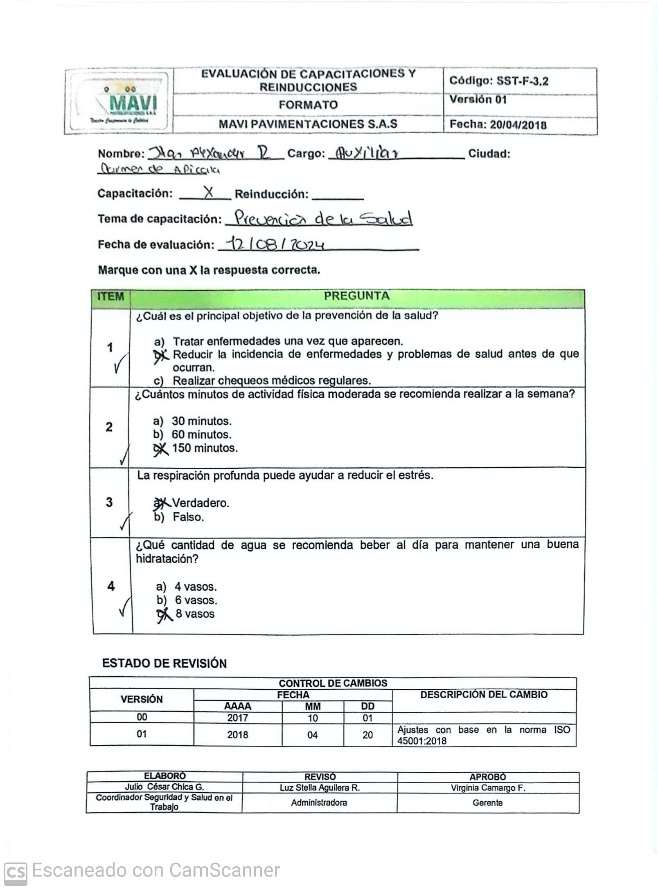 EVALUACIÓN DE CAPACITACIONES Y
REINDUCCIONES
Código: SST-F-3.2
MAVI
FORMATO
Versión 01
MAVI PAVIMENTACIONES S.A.S
Fecha: 20/04/2018
Nombre: Alexander R Cargo: Auxiliar Ciudad:
Carmen de Apicala
Capacitación: X Reinducción:
Tema de capacitación: Prevención de la Salud
Fecha de evaluación: 12/08/2024
Marque con una X la respuesta correcta.
ITEM PREGUNTA
¿Cuál es el principal objetivo de la prevención de la salud?
1
a) Tratar enfermedades una vez que aparecen.
b) Reducir la incidencia de enfermedades y problemas de salud antes de que
ocurran.
c) Realizar chequeos médicos regulares.
¿Cuántos minutos de actividad física moderada se recomienda realizar a la semana?
2
a) 30 minutos.
b) 60 minutos.
c) 150 minutos.
La respiración profunda puede ayudar a reducir el estrés.
3
a) Verdadero.
b) Falso.
¿Qué cantidad de agua se recomienda beber al día para mantener una buena
hidratación?
4
a) 4 vasos.
b) 6 vasos.
c) 8 vasos
ESTADO DE REVISIÓN
CONTROL DE CAMBIOS
VERSIÓN FECHA DESCRIPCIÓN DEL CAMBIO
AAAA MM DD
00 2017 10 01
01 2018 04 20 Ajustes con base en la norma ISO
45001:2018
ELABORÓ REVISÓ APROBÓ
Julio César Chica G. Luz Stella Aguilera R. Virginia Camargo F.
Coordinador Seguridad y Salud en el
Trabajo Administradora Gerente
CS Escaneado con CamScanner